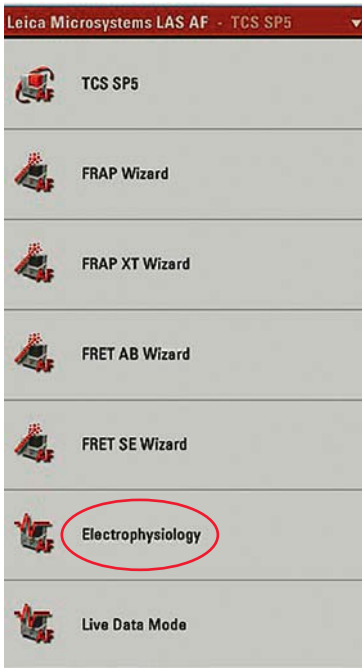 Leica Microsystems LAS AF - TCS SP5
TCS SP5
FRAP Wizard
FRAP XT Wizard
FRET AB Wizard
FRET SE Wizard
Electrophysiology
Live Data Mode